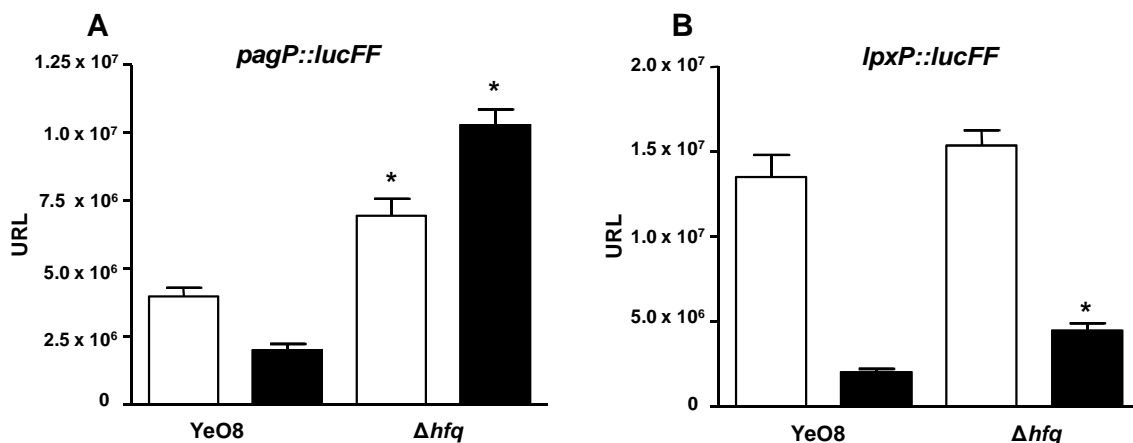 A
pagP::lucFF
1.25 x 10⁷
1.0 x 10⁷
7.5 x 10⁶
5.0 x 10⁶
2.5 x 10⁶
0
URL
* *
YeO8 Δhfq
B
lpxP::lucFF
2.0 x 10⁷
1.5 x 10⁷
1.0 x 10⁷
5.0 x 10⁶
0
URL
*
YeO8 Δhfq